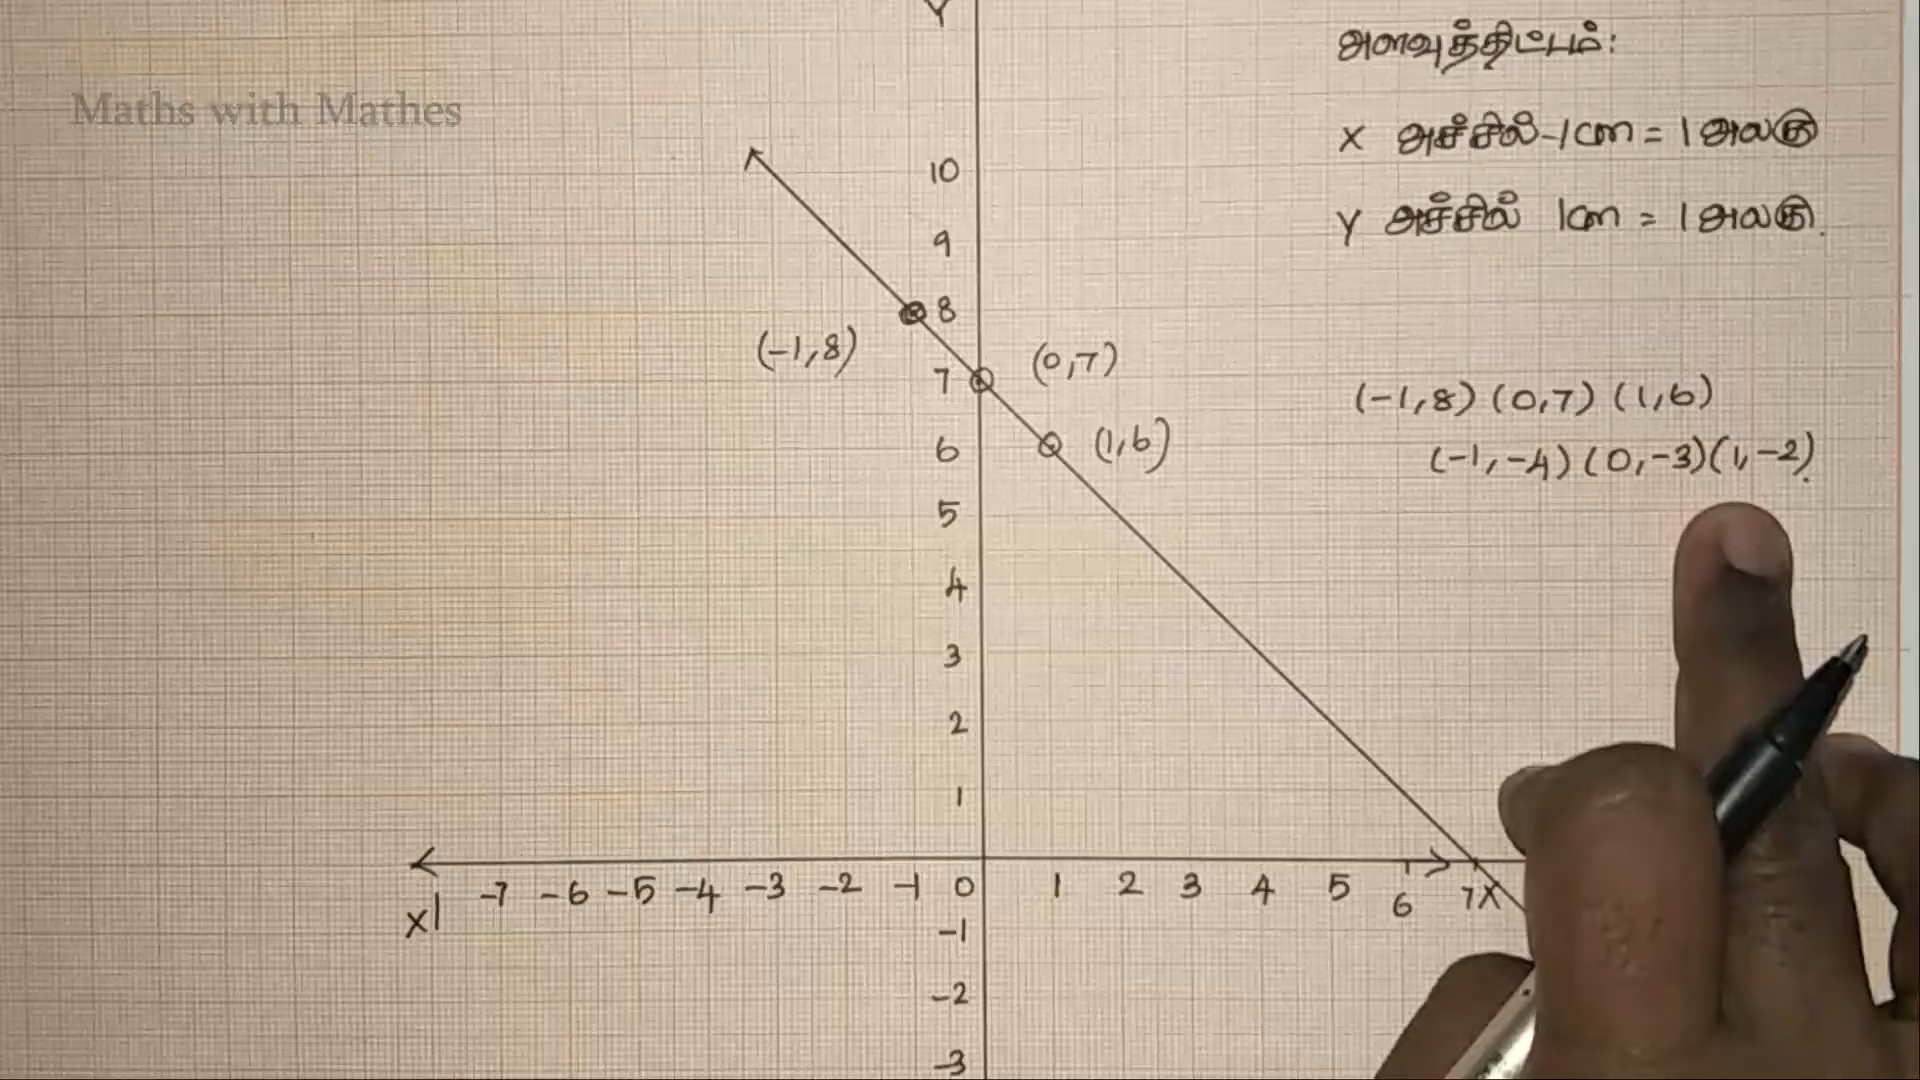 Y
அளவுத்திட்டம்:
Maths with Mathes
X அச்சில் - 1cm = 1 அலகு
Y அச்சில் 1cm = 1 அலகு.
10
9
8
(-1,8)
7
(0,7)
(-1,8) (0,7) (1,6)
6
(1,6)
(-1,-4) (0,-3) (1,-2).
5
4
3
2
1
-7 -6 -5 -4 -3 -2 -1 0 1 2 3 4 5 6 7 X
X|
-1
-2
-3